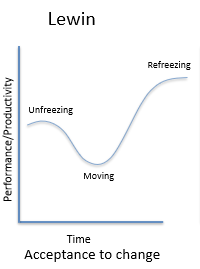 Lewin
Refreezing
Unfreezing
Performance/Productivity
Moving
Time
Acceptance to change